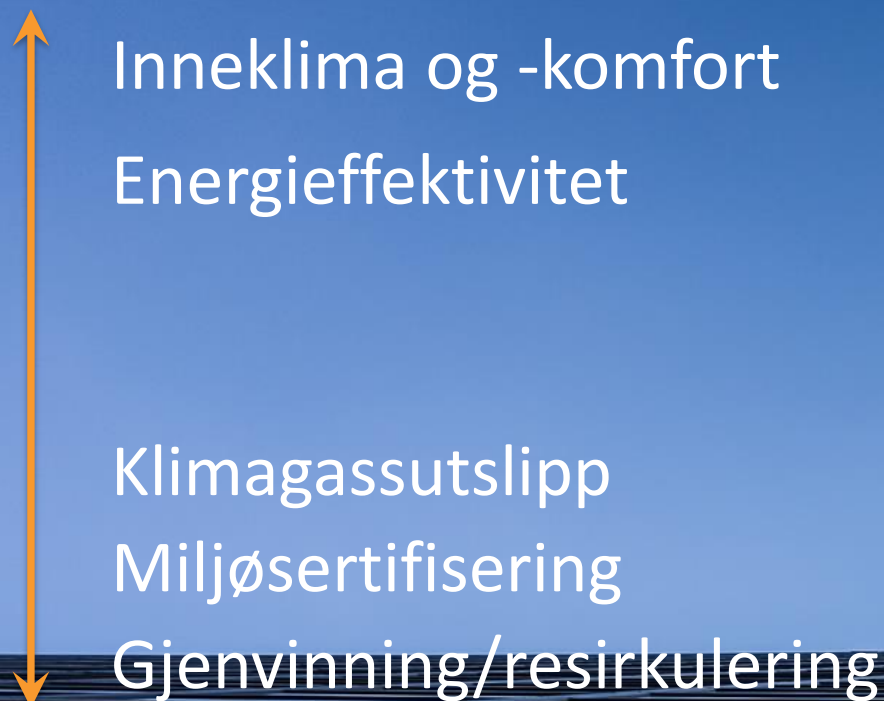 Inneklima og -komfort
Energieffektivitet
Klimagassutslipp
Miljøsertifisering
Gjenvinning/resirkulering